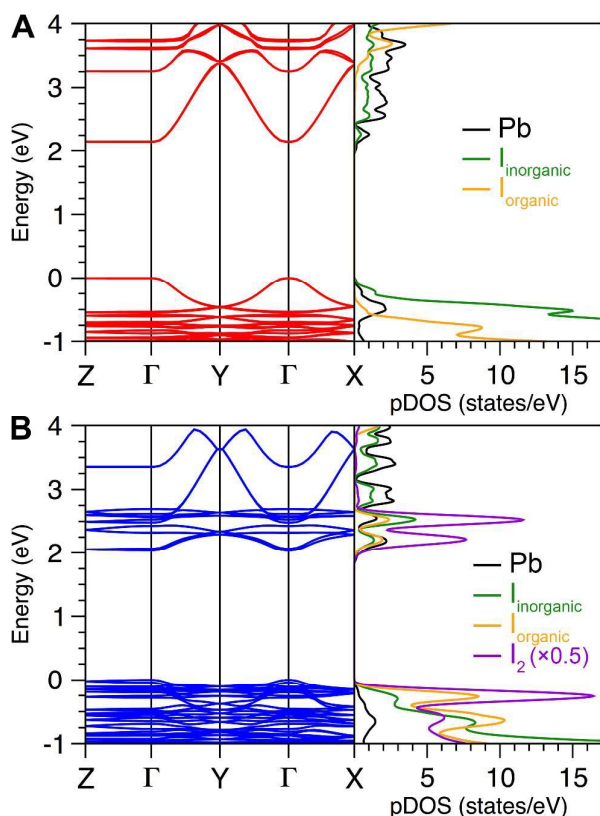 A
Energy (eV)
4
3
2
1
0
-1
Z Γ Y Γ X
5 10 15
pDOS (states/eV)
Pb
I inorganic
I organic
B
Energy (eV)
4
3
2
1
0
-1
Z Γ Y Γ X
5 10 15
pDOS (states/eV)
Pb
I inorganic
I organic
I2 (×0.5)